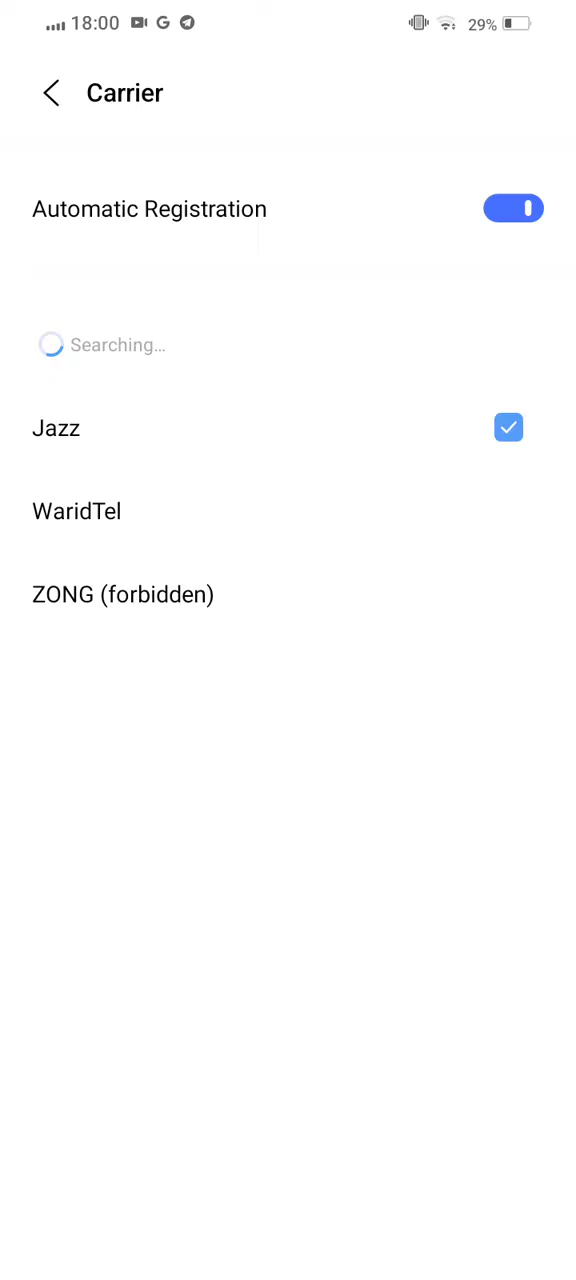 18:00 G 29%
Carrier
Automatic Registration
Searching...
Jazz
WaridTel
ZONG (forbidden)